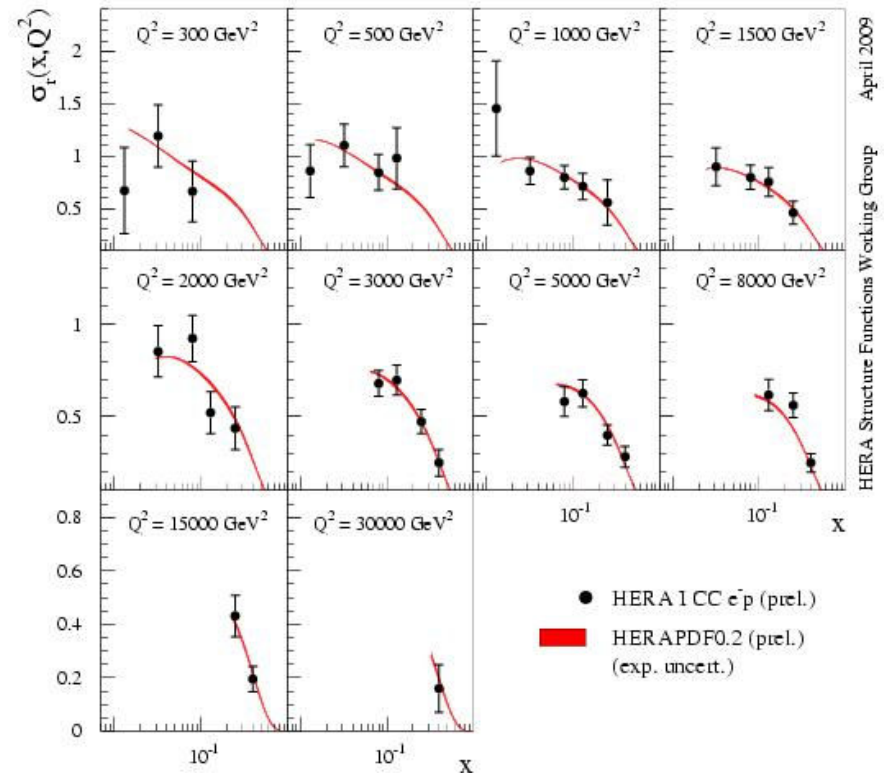 σr(x,Q²)
Q² = 300 GeV²
Q² = 500 GeV²
Q² = 1000 GeV²
Q² = 1500 GeV²
2
1.5
1
0.5
Q² = 2000 GeV²
Q² = 3000 GeV²
Q² = 5000 GeV²
Q² = 8000 GeV²
1
0.5
10⁻¹
10⁻¹
x
Q² = 15000 GeV²
Q² = 30000 GeV²
0.8
0.6
0.4
0.2
0
10⁻¹
10⁻¹
x
HERA I CC e⁻p (prel.)
HERAPDF0.2 (prel.)
(exp. uncert.)
HERA Structure Functions Working Group April 2009